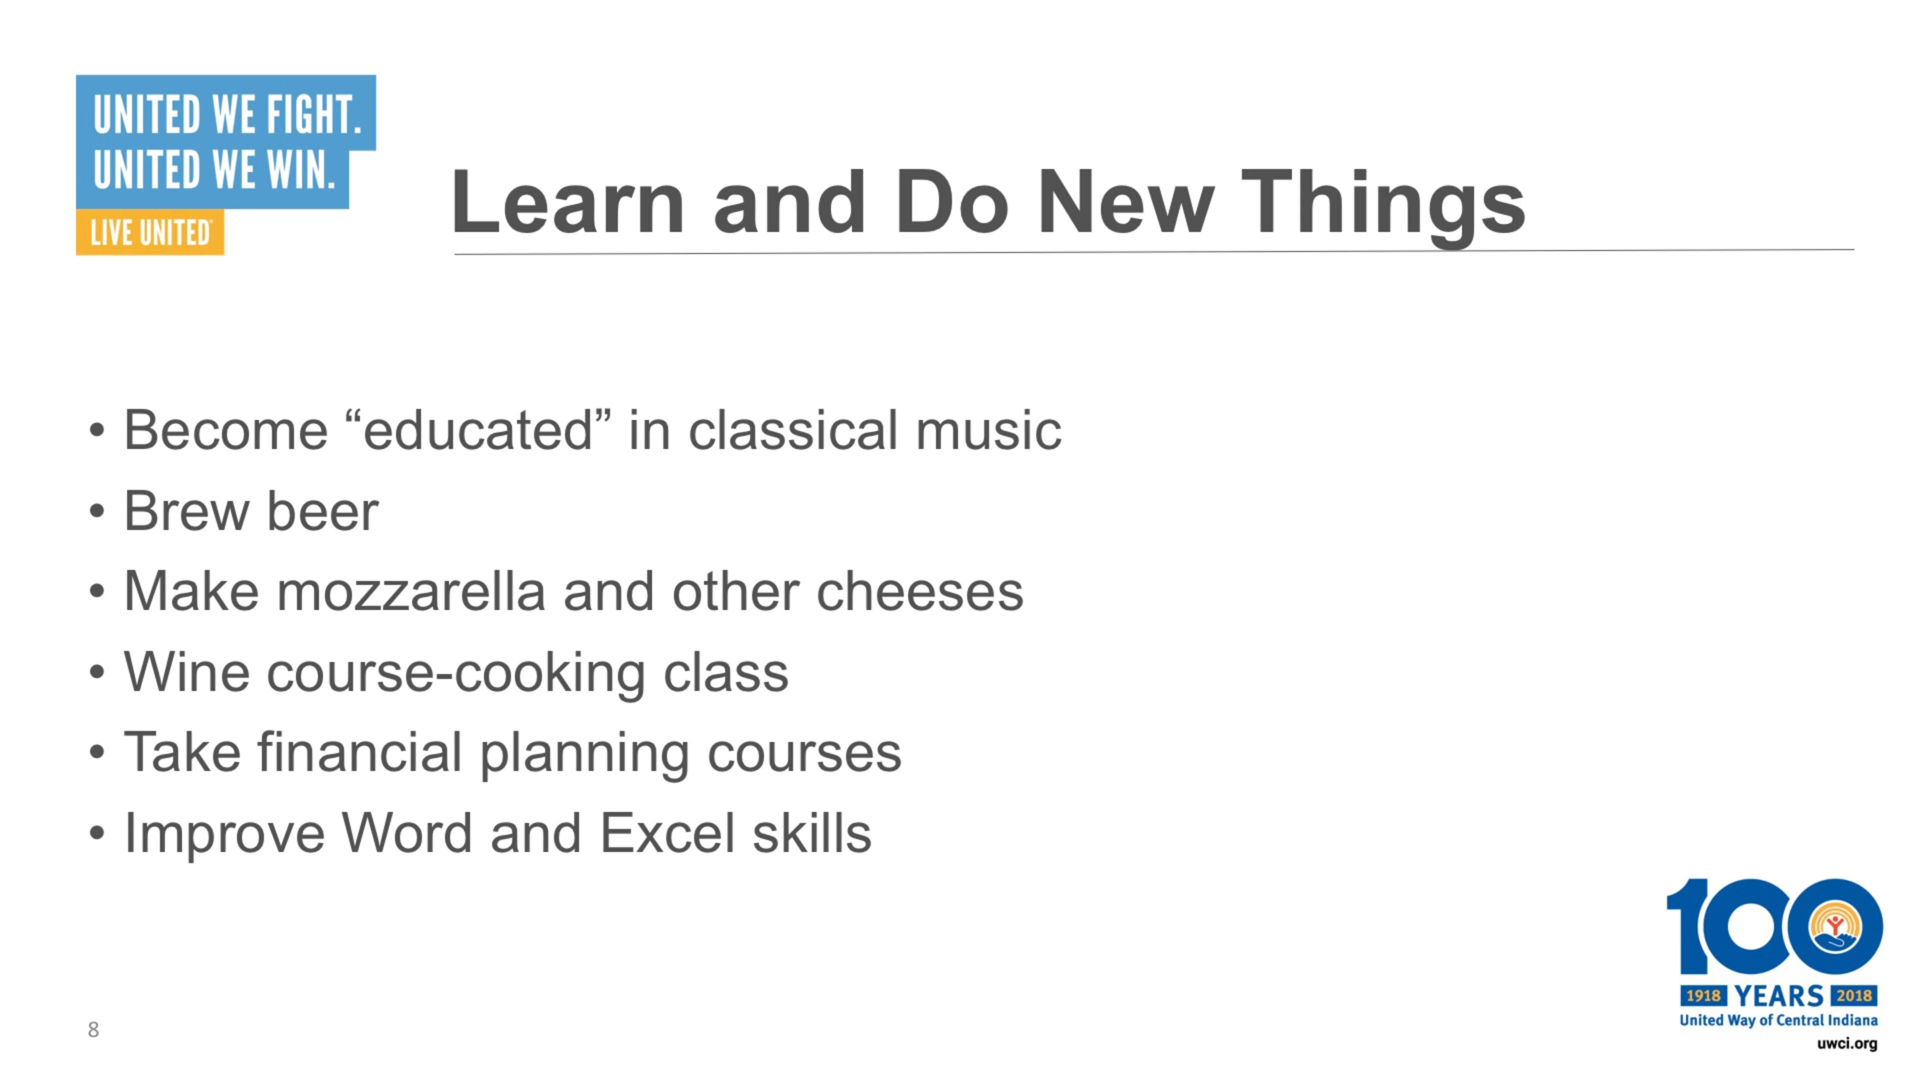 UNITED WE FIGHT.
UNITED WE WIN.
LIVE UNITED
Learn and Do New Things
• Become “educated” in classical music
• Brew beer
• Make mozzarella and other cheeses
• Wine course-cooking class
• Take financial planning courses
• Improve Word and Excel skills
100
1918 YEARS 2018
United Way of Central Indiana
uwci.org
8